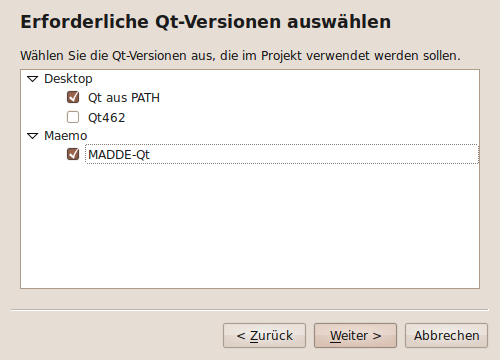 Erforderliche Qt-Versionen auswählen
Wählen Sie die Qt-Versionen aus, die im Projekt verwendet werden sollen.
Desktop
Qt aus PATH
Qt462
Maemo
MADDE-Qt
< Zurück
Weiter >
Abbrechen